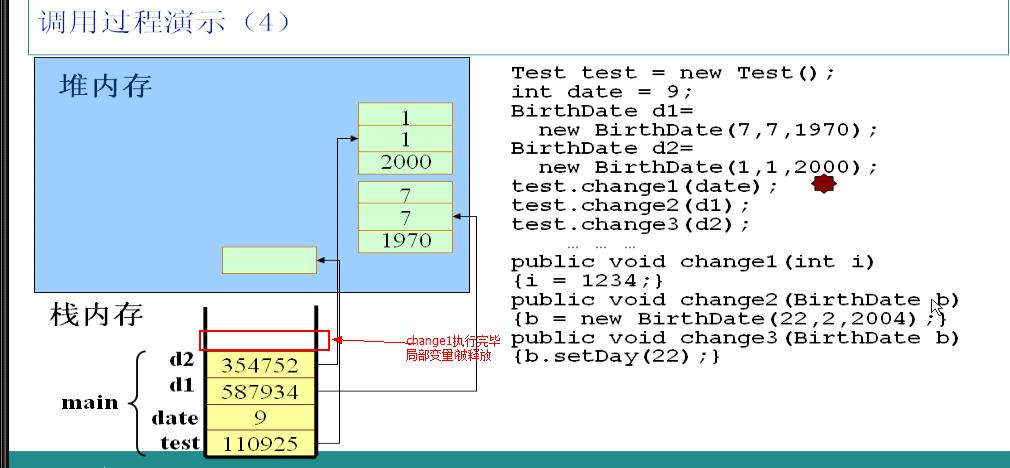 调用过程演示（4）
堆内存
1
1
2000
7
7
1970
栈内存
change1执行完毕
局部变量i被释放
main
d2
354752
d1
587934
date
9
test
110925
Test test = new Test();
int date = 9;
BirthDate d1=
new BirthDate(7,7,1970);
BirthDate d2=
new BirthDate(1,1,2000);
test.change1(date);
test.change2(d1);
test.change3(d2);
… … …
public void change1(int i)
{i = 1234;}
public void change2(BirthDate b)
{b = new BirthDate(22,2,2004);}
public void change3(BirthDate b)
{b.setDay(22);}